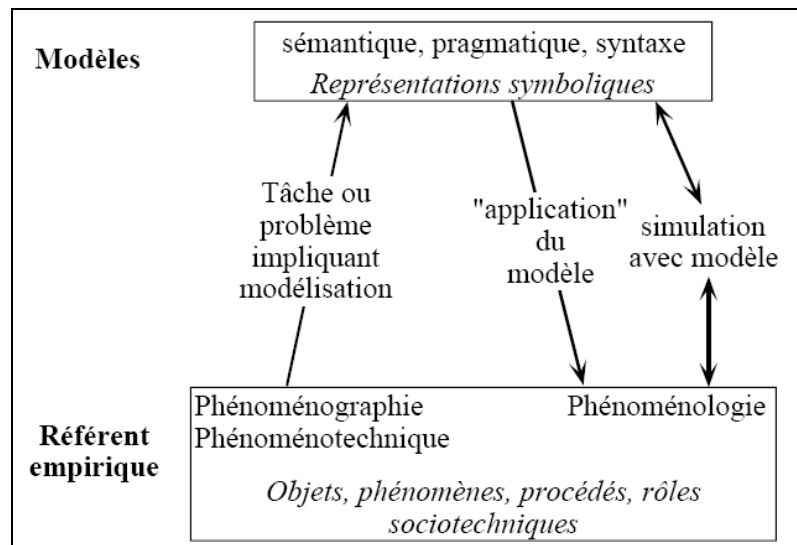 Modèles
sémantique, pragmatique, syntaxe
Représentations symboliques
Tâche ou
problème
impliquant
modélisation
"application"
du
modèle
simulation
avec modèle
Référent
empirique
Phénoménographie
Phénoménotechnique
Phénoménologie
Objets, phénomènes, procédés, rôles
sociotechniques